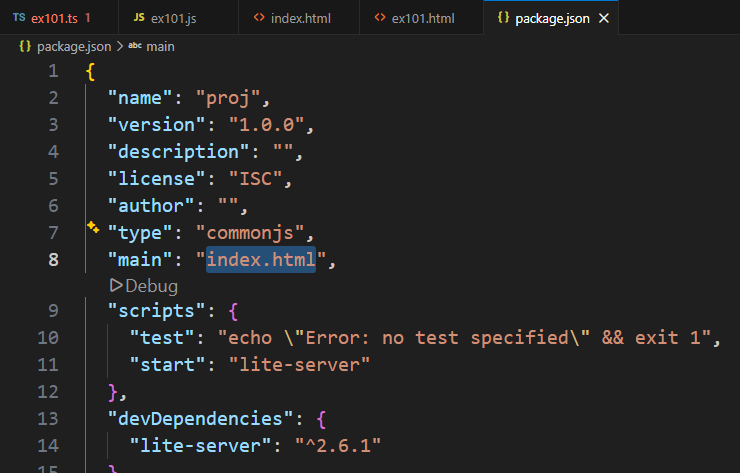 TS ex101.ts 1 JS ex101.js <> index.html <> ex101.html {} package.json ×
{} package.json > abc main
1 {
2 "name": "proj",
3 "version": "1.0.0",
4 "description": "",
5 "license": "ISC",
6 "author": "",
7 "type": "commonjs",
8 "main": "index.html",
Debug
9 "scripts": {
10 "test": "echo \"Error: no test specified\" && exit 1",
11 "start": "lite-server"
12 },
13 "devDependencies": {
14 "lite-server": "^2.6.1"